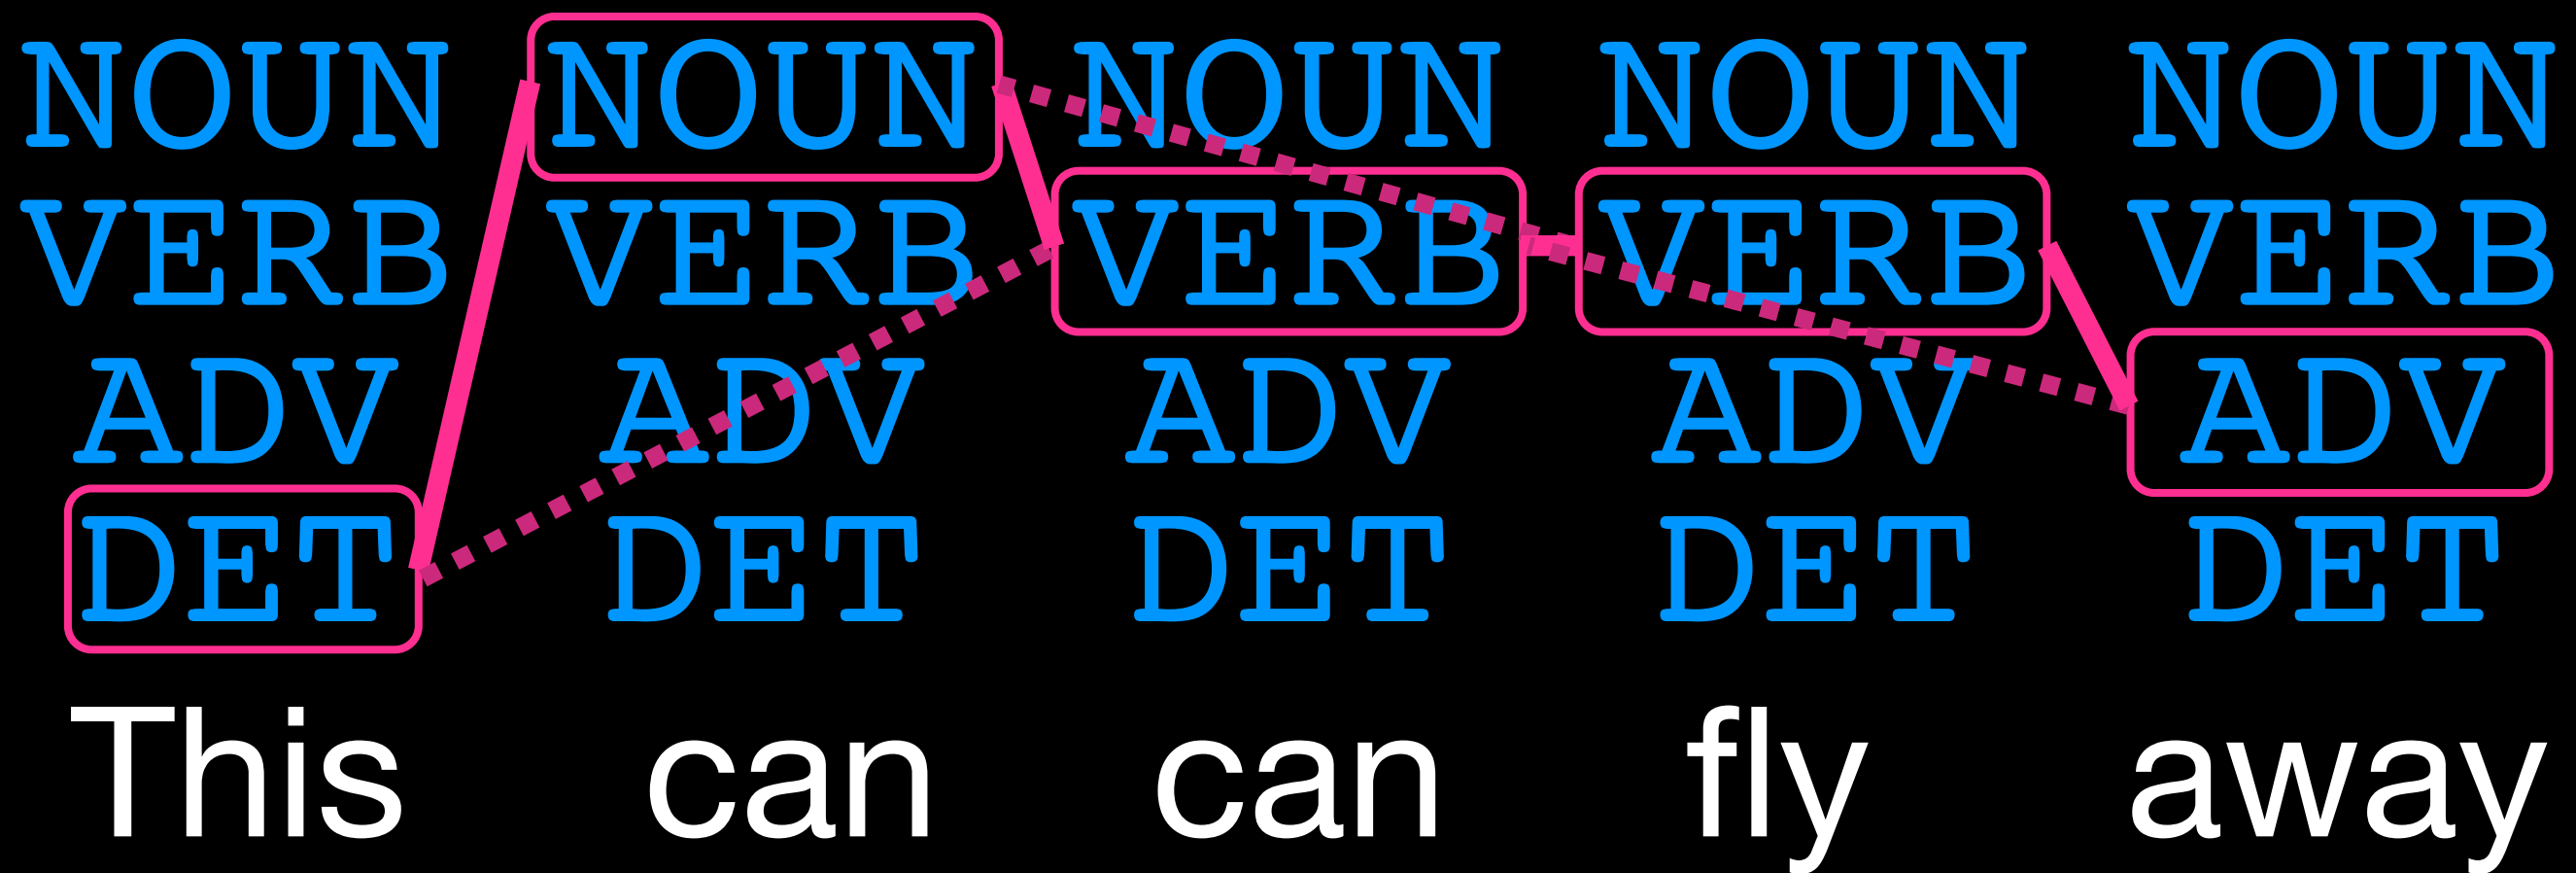 NOUN NOUN NOUN NOUN NOUN
VERB VERB VERB VERB VERB
ADV ADV ADV ADV ADV
DET DET DET DET DET
This can can fly away